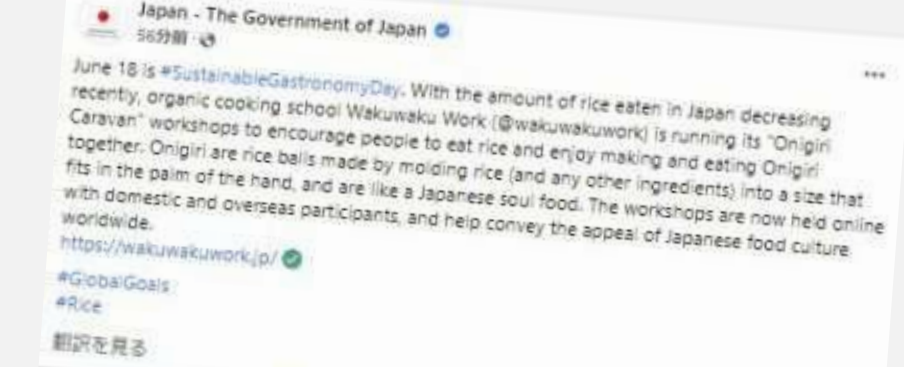 Japan - The Government of Japan
56分前
June 18 is #SustainableGastronomyDay. With the amount of rice eaten in Japan decreasing
recently, organic cooking school Wakuwaku Work (@wakuwakuwork) is running its "Onigiri
Caravan" workshops to encourage people to eat rice and enjoy making and eating Onigiri
together. Onigiri are rice balls made by molding rice (and any other ingredients) into a size that
fits in the palm of the hand, and are like a Japanese soul food. The workshops are now held online
with domestic and overseas participants, and help convey the appeal of Japanese food culture
worldwide.
https://wakuwakuwork.jp/
#GlobalGoals
#Rice
翻訳を見る